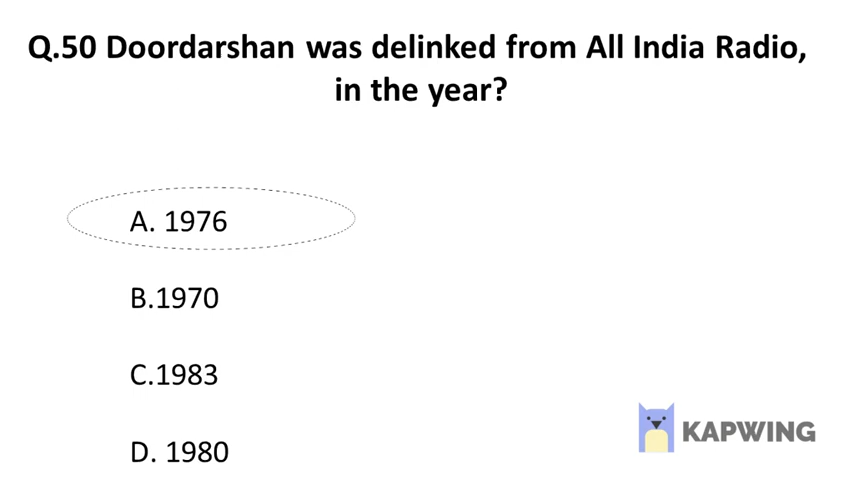 Q.50 Doordarshan was delinked from All India Radio,
in the year?
A. 1976
B.1970
C.1983
D. 1980
KAPWING